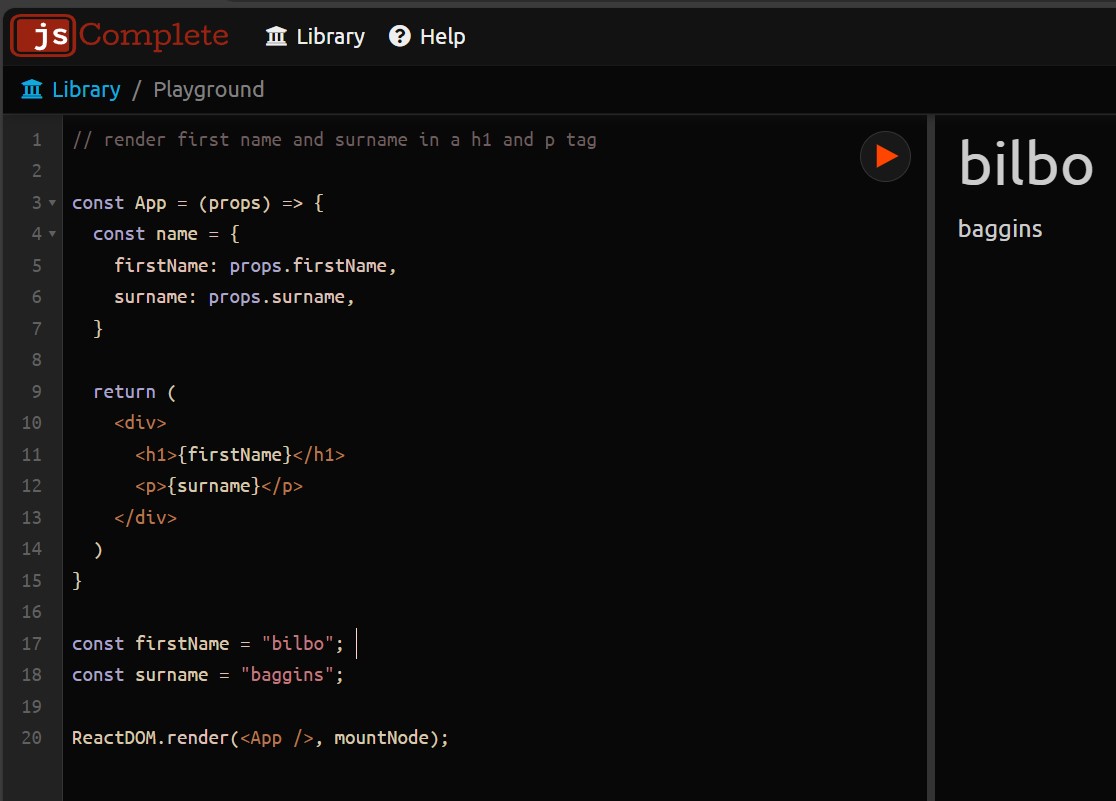 js Complete Library Help
Library / Playground
1 // render first name and surname in a h1 and p tag
2
3 const App = (props) => {
4   const name = {
5     firstName: props.firstName,
6     surname: props.surname,
7   }
8
9   return (
10     <div>
11       <h1>{firstName}</h1>
12       <p>{surname}</p>
13     </div>
14   )
15 }
16
17 const firstName = "bilbo";
18 const surname = "baggins";
19
20 ReactDOM.render(<App />, mountNode);
bilbo
baggins